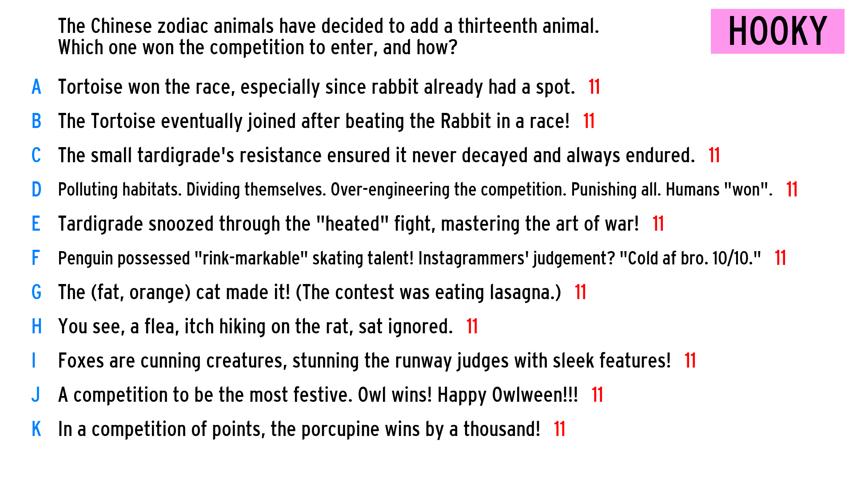 The Chinese zodiac animals have decided to add a thirteenth animal.
Which one won the competition to enter, and how?
HOOKY
A Tortoise won the race, especially since rabbit already had a spot. 11
B The Tortoise eventually joined after beating the Rabbit in a race! 11
C The small tardigrade's resistance ensured it never decayed and always endured. 11
D Polluting habitats. Dividing themselves. Over-engineering the competition. Punishing all. Humans "won". 11
E Tardigrade snoozed through the "heated" fight, mastering the art of war! 11
F Penguin possessed "rink-markable" skating talent! Instagrammers' judgement? "Cold af bro. 10/10." 11
G The (fat, orange) cat made it! (The contest was eating lasagna.) 11
H You see, a flea, itch hiking on the rat, sat ignored. 11
I Foxes are cunning creatures, stunning the runway judges with sleek features! 11
J A competition to be the most festive. Owl wins! Happy Owlween!!! 11
K In a competition of points, the porcupine wins by a thousand! 11